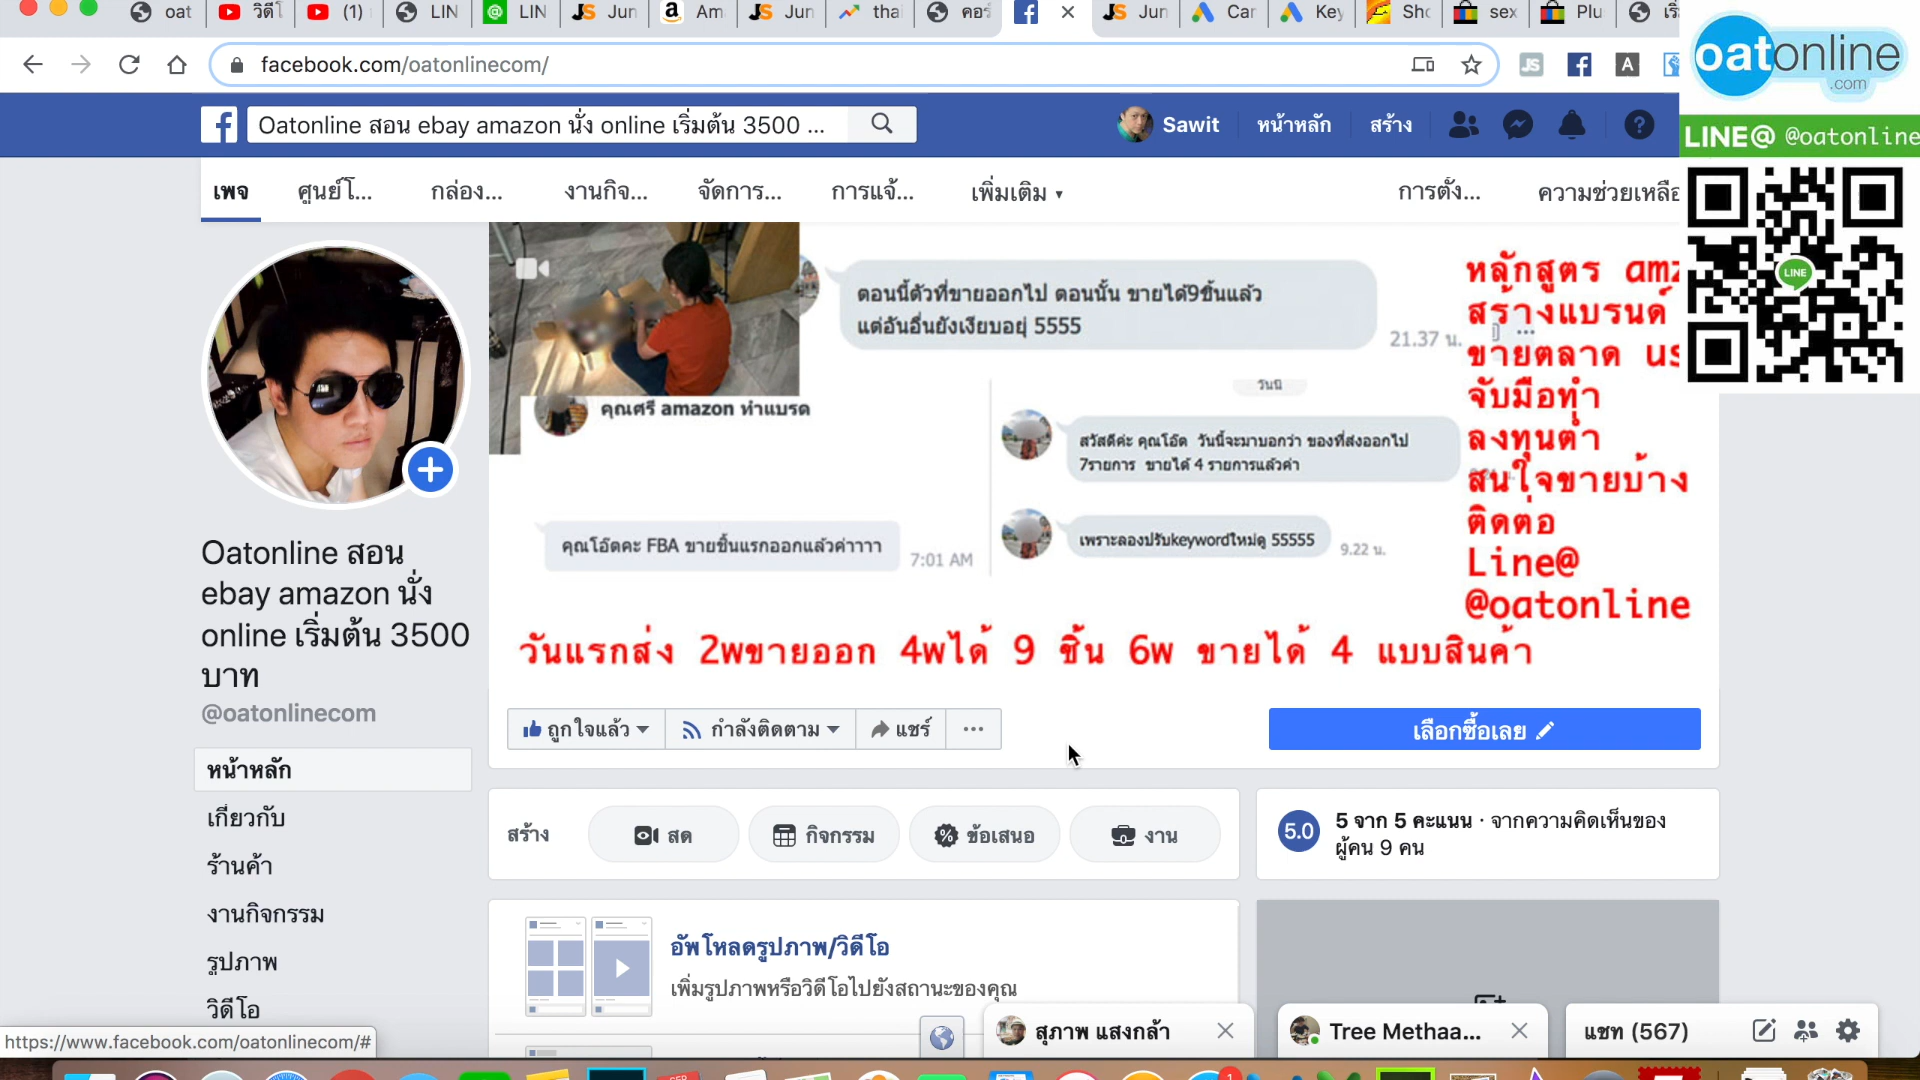 oat
วิดีโ
(1)
LIN
LIN
Jun
Am
Jun
thai
คอร์
Jun
Car
Key
Sho
sex
Plu
facebook.com/oatonlinecom/
oatonline
.com
Oatonline สอน ebay amazon นั่ง online เริ่มต้น 3500 ...
Sawit
หน้าหลัก
สร้าง
LINE@ @oatonline
เพจ
ศูนย์โ...
กล่อง...
งานกิจ...
จัดการ...
การแจ้...
เพิ่มเติม
การตั้ง...
ความช่วยเหลือ
LINE
ตอนนี้ตัวที่ขายออกไป ตอนนั้น ขายได้9ชิ้นแล้ว
แต่อันอื่นยังเงียบอยู่ 5555
21.37 น.
คุณศรี amazon ทำแบรด
วันนี้
สวัสดีค่ะ คุณโอ๊ต วันนี้จะมาบอกว่า ของที่ส่งออกไป
7รายการ ขายได้ 4 รายการแล้วค่า
คุณโอ๊ตคะ FBA ขายชิ้นแรกออกแล้วค่าาาา
7:01 AM
เพราะลองปรับkeywordใหม่ดู 55555
9.22 น.
หลักสูตร amz
สร้างแบรนด์
ขายตลาด us
จับมือทำ
ลงทุนต่ำ
สนใจขายบ้าง
ติดต่อ
Line@
@oatonline
วันแรกส่ง 2wขายออก 4wได้ 9 ชิ้น 6w ขายได้ 4 แบบสินค้า
Oatonline สอน
ebay amazon นั่ง
online เริ่มต้น 3500
บาท
@oatonlinecom
ถูกใจแล้ว
กำลังติดตาม
แชร์
เลือกซื้อเลย
หน้าหลัก
เกี่ยวกับ
ร้านค้า
งานกิจกรรม
รูปภาพ
วิดีโอ
สร้าง
สด
กิจกรรม
ข้อเสนอ
งาน
5.0
5 จาก 5 คะแนน · จากความคิดเห็นของ
ผู้คน 9 คน
อัพโหลดรูปภาพ/วิดีโอ
เพิ่มรูปภาพหรือวิดีโอไปยังสถานะของคุณ
https://www.facebook.com/oatonlinecom/#
สุภาพ แสงกล้า
Tree Methaa...
แชท (567)